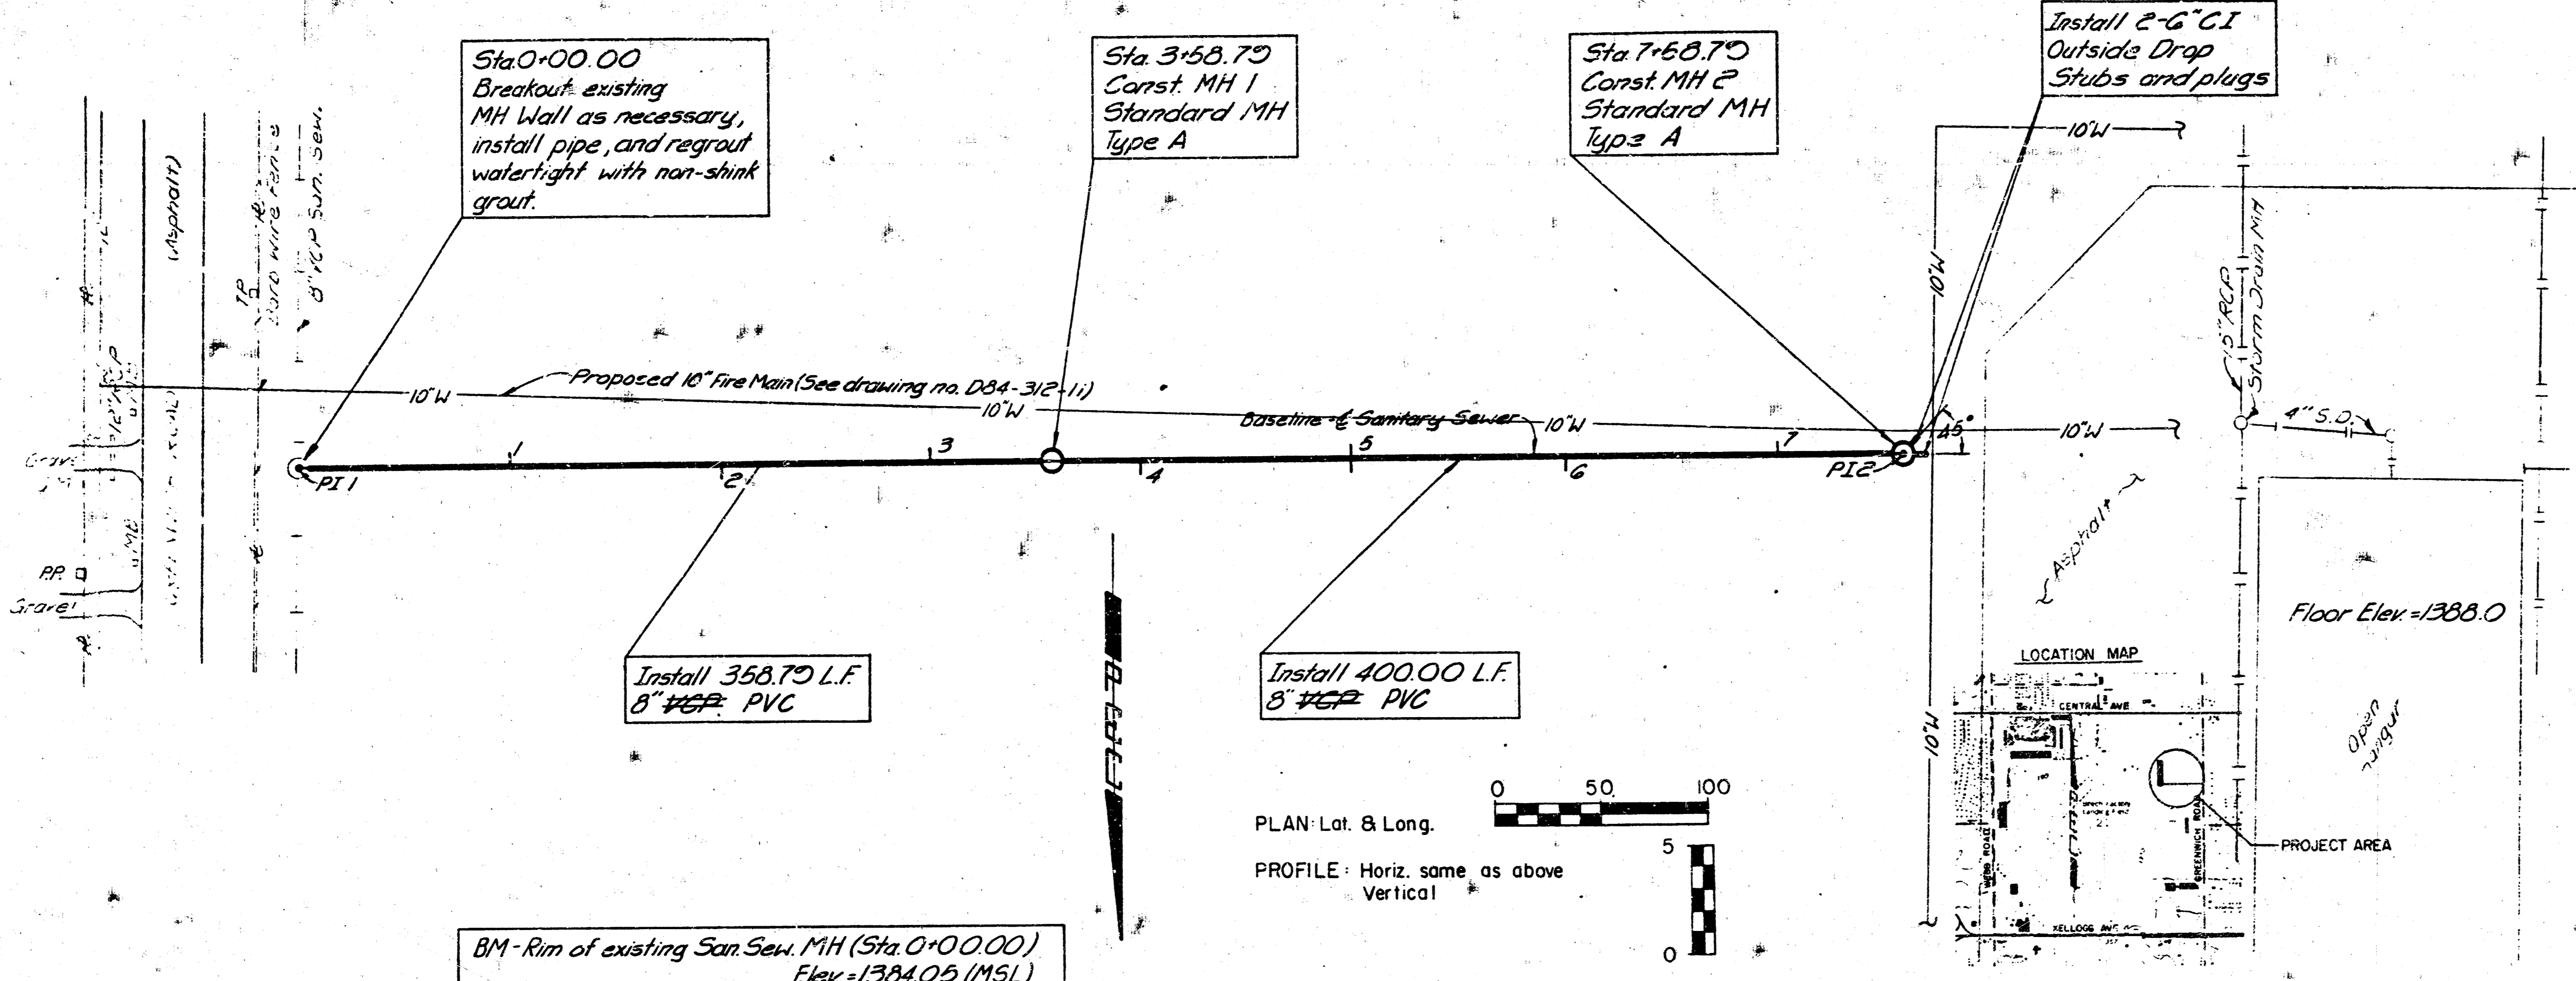 Sta.0+00.00
Breakout existing
MH Wall as necessary,
install pipe, and regrout
watertight with non-shink
grout.
Sta. 3+58.79
Const. MH 1
Standard MH
Type A
Sta. 7+58.79
Const. MH 2
Standard MH
Type A
Install 2-6" CI
Outside Drop
Stubs and plugs
(Asphalt)
TP
Barb Wire Fence
8" VCP San. Sew.
10"W
10"W
15" RCP
Storm Drain MH
12" RCP
10"W
Proposed 10" Fire Main (See drawing no. D84-312-11)
10"W
Baseline - ℄ Sanitary Sewer
10"W
45°
10"W
4" S.D.
PI 1
1
2
3
4
5
6
7
PI 2
Asphalt
P.P.
Gravel
Install 358.79 L.F.
8" VCP PVC
Install 400.00 L.F.
8" VCP PVC
10"W
Floor Elev. =1388.0
Open
LOCATION MAP
CENTRAL AVE
WEBB ROAD
GREENWICH ROAD
KELLOGG AVE
PROJECT AREA
PLAN: Lat. & Long.
0 50 100
PROFILE: Horiz. same as above
Vertical
5
0
BM-Rim of existing San. Sew. MH (Sta. 0+00.00)
Elev =1384.05 (MSL)